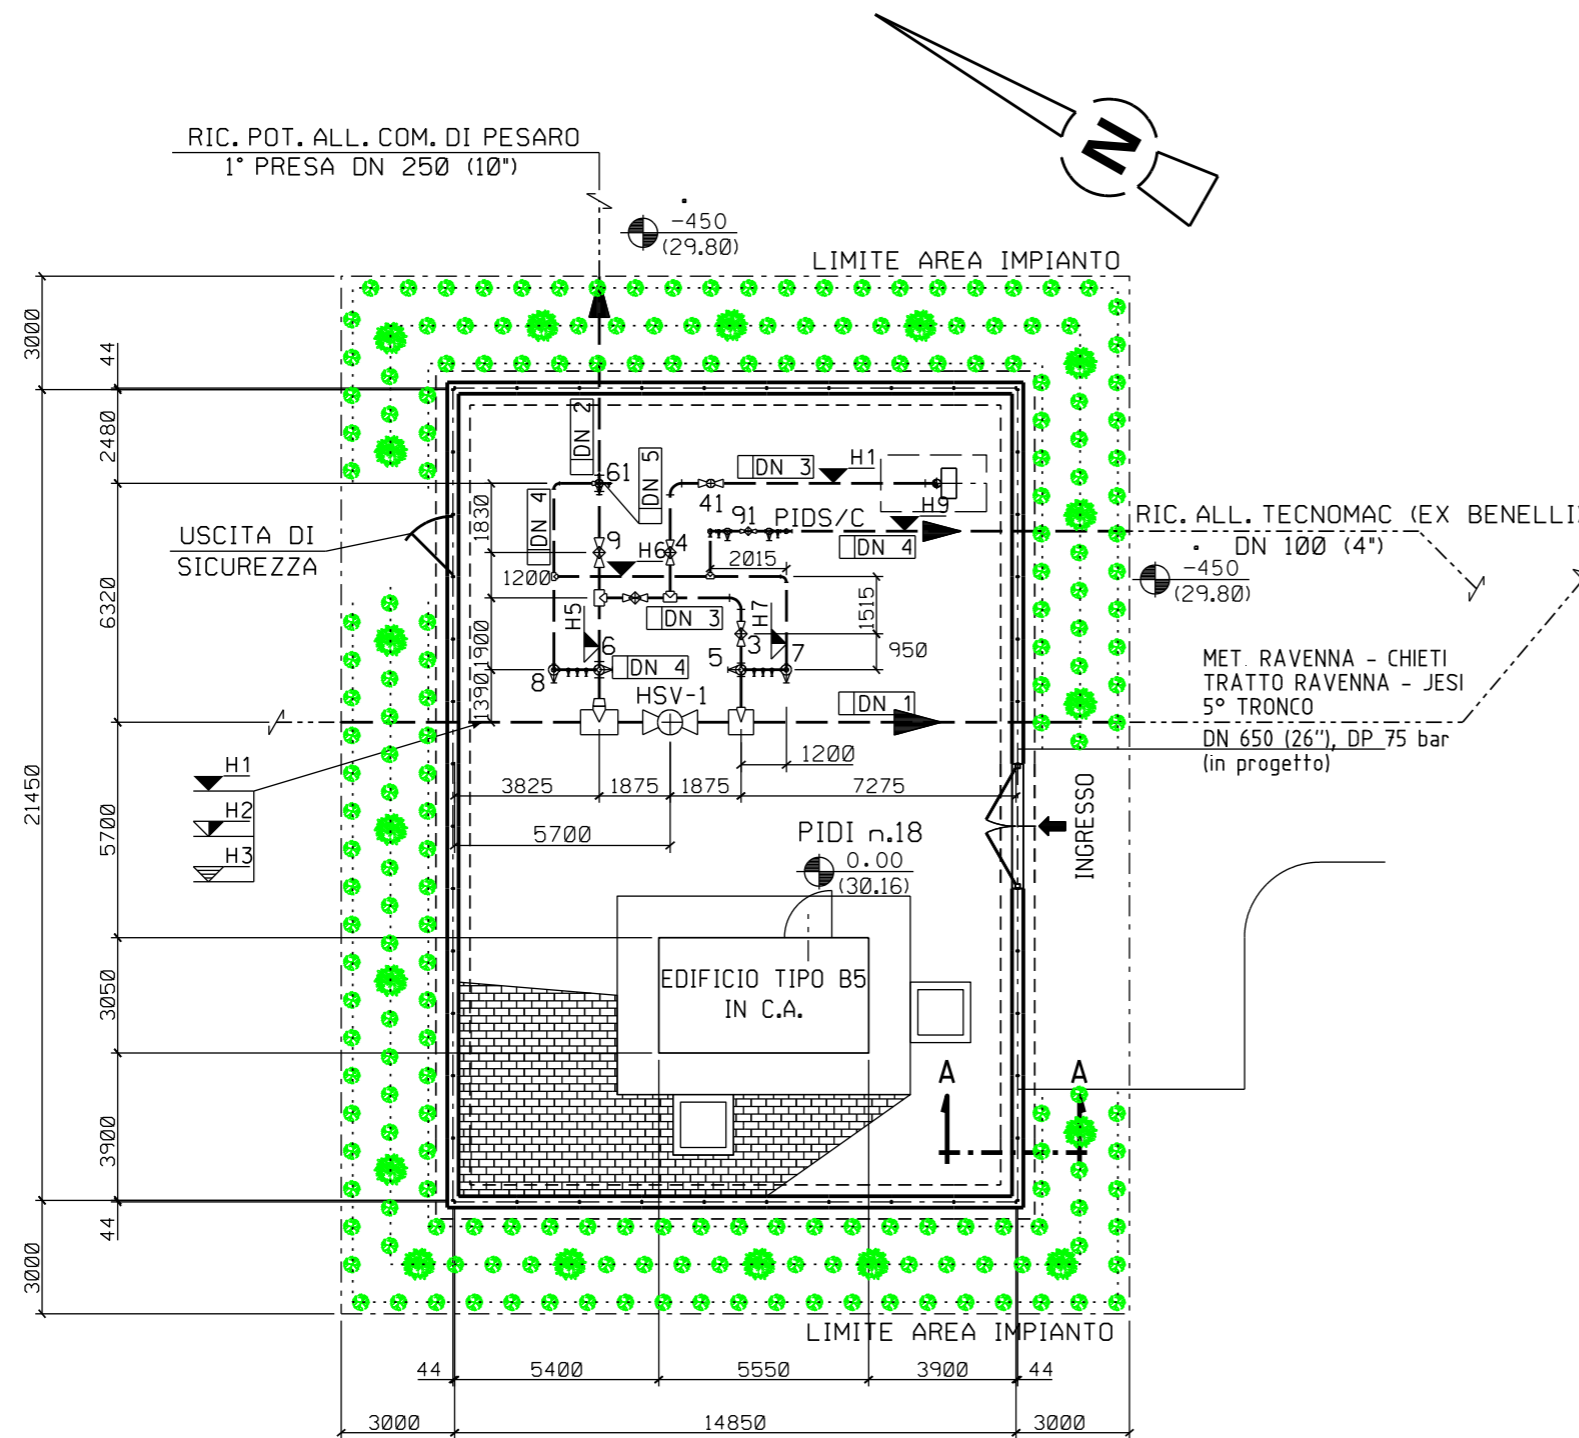 N
RIC. POT. ALL. COM. DI PESARO
1° PRESA DN 250 (10")
-450
(29.80)
LIMITE AREA IMPIANTO
3000
44
2480
6320
21450
5700
3050
3900
44
3000
USCITA DI
SICUREZZA
1830
1200
1900
1390
DN 2
61
DN 5
DN 4
DN 3
H1
41
H9
91
PIDS/C
DN 4
9
4
H6
2015
DN 3
H5
H7
1515
950
6
DN 4
5
3
7
8
HSV-1
DN 1
RIC. ALL. TECNOMAC (EX BENELLI)
DN 100 (4")
-450
(29.80)
MET. RAVENNA - CHIETI
TRATTO RAVENNA - JESI
5° TRONCO
DN 650 (26"), DP 75 bar
(in progetto)
H1
H2
H3
1200
3825
1875
1875
7275
5700
PIDI n.18
0.00
(30.16)
INGRESSO
EDIFICIO TIPO B5
IN C.A.
A
A
LIMITE AREA IMPIANTO
44
5400
5550
3900
44
3000
14850
3000